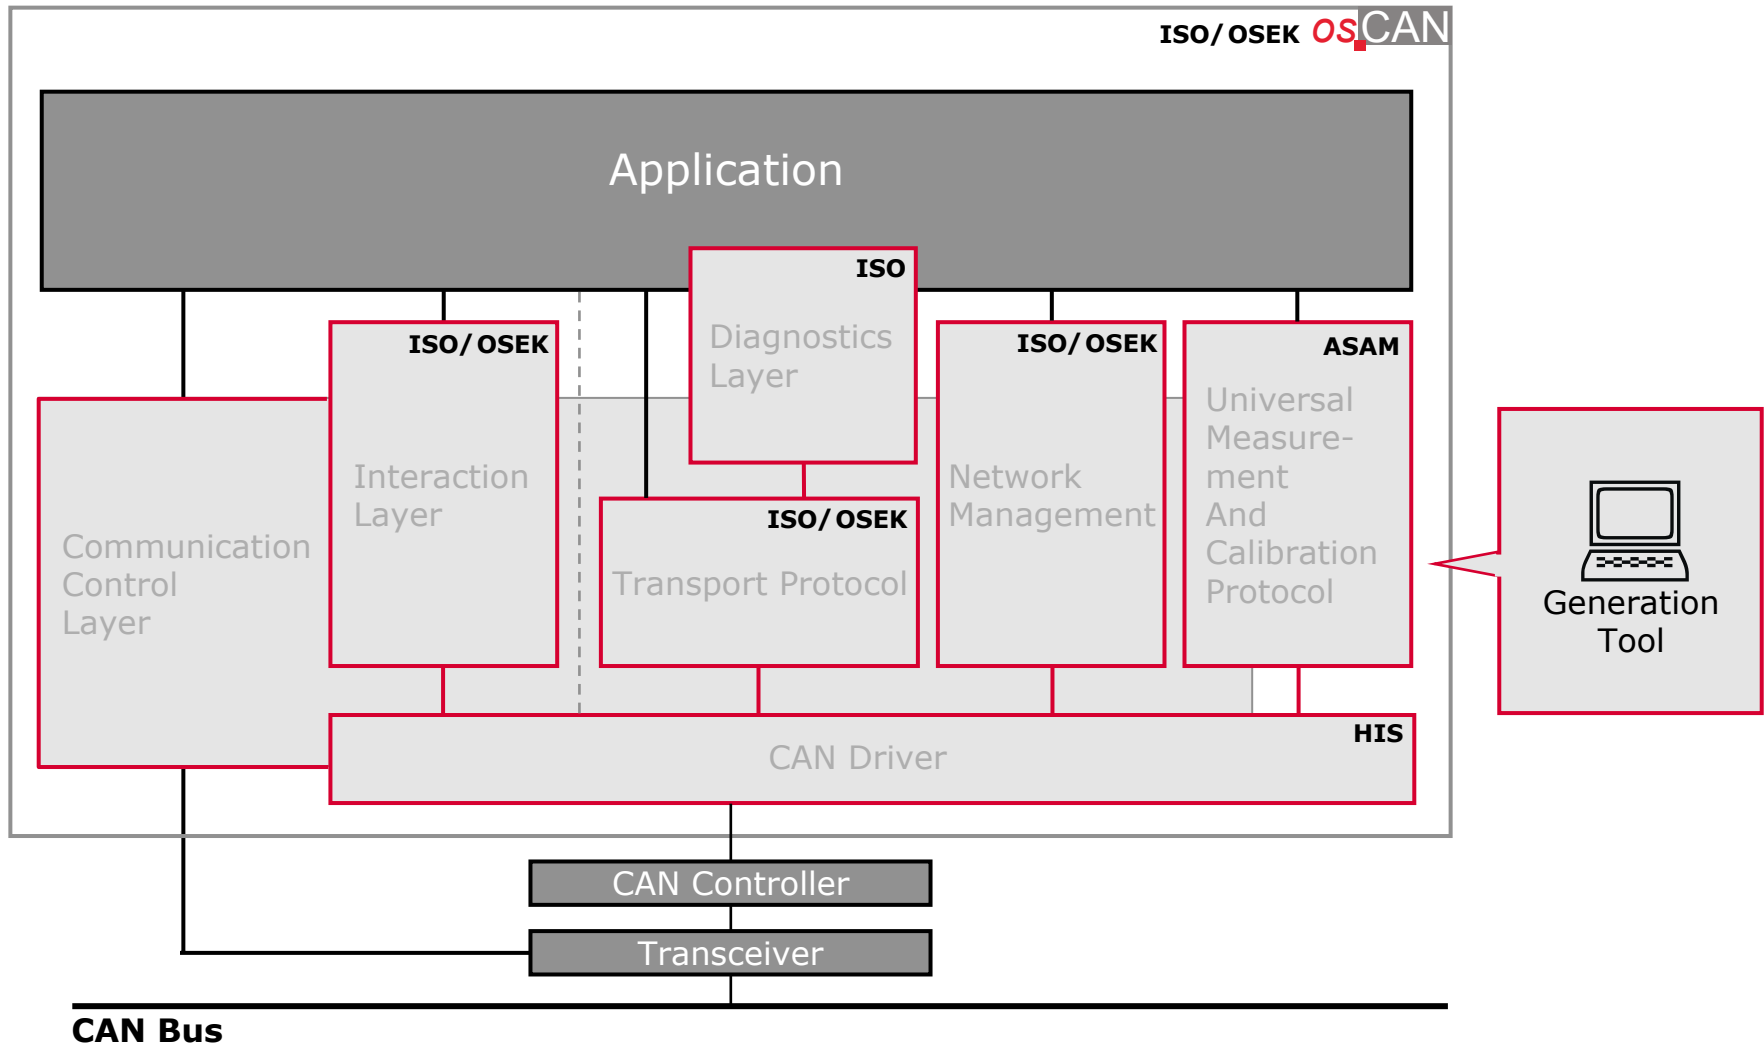 ISO/OSEK os.CAN
Application
ISO
Diagnostics
Layer
ISO/OSEK
Interaction
Layer
ISO/OSEK
Network
Management
ASAM
Universal
Measure-
ment
And
Calibration
Protocol
Communication
Control
Layer
ISO/OSEK
Transport Protocol
Generation
Tool
HIS
CAN Driver
CAN Controller
Transceiver
CAN Bus